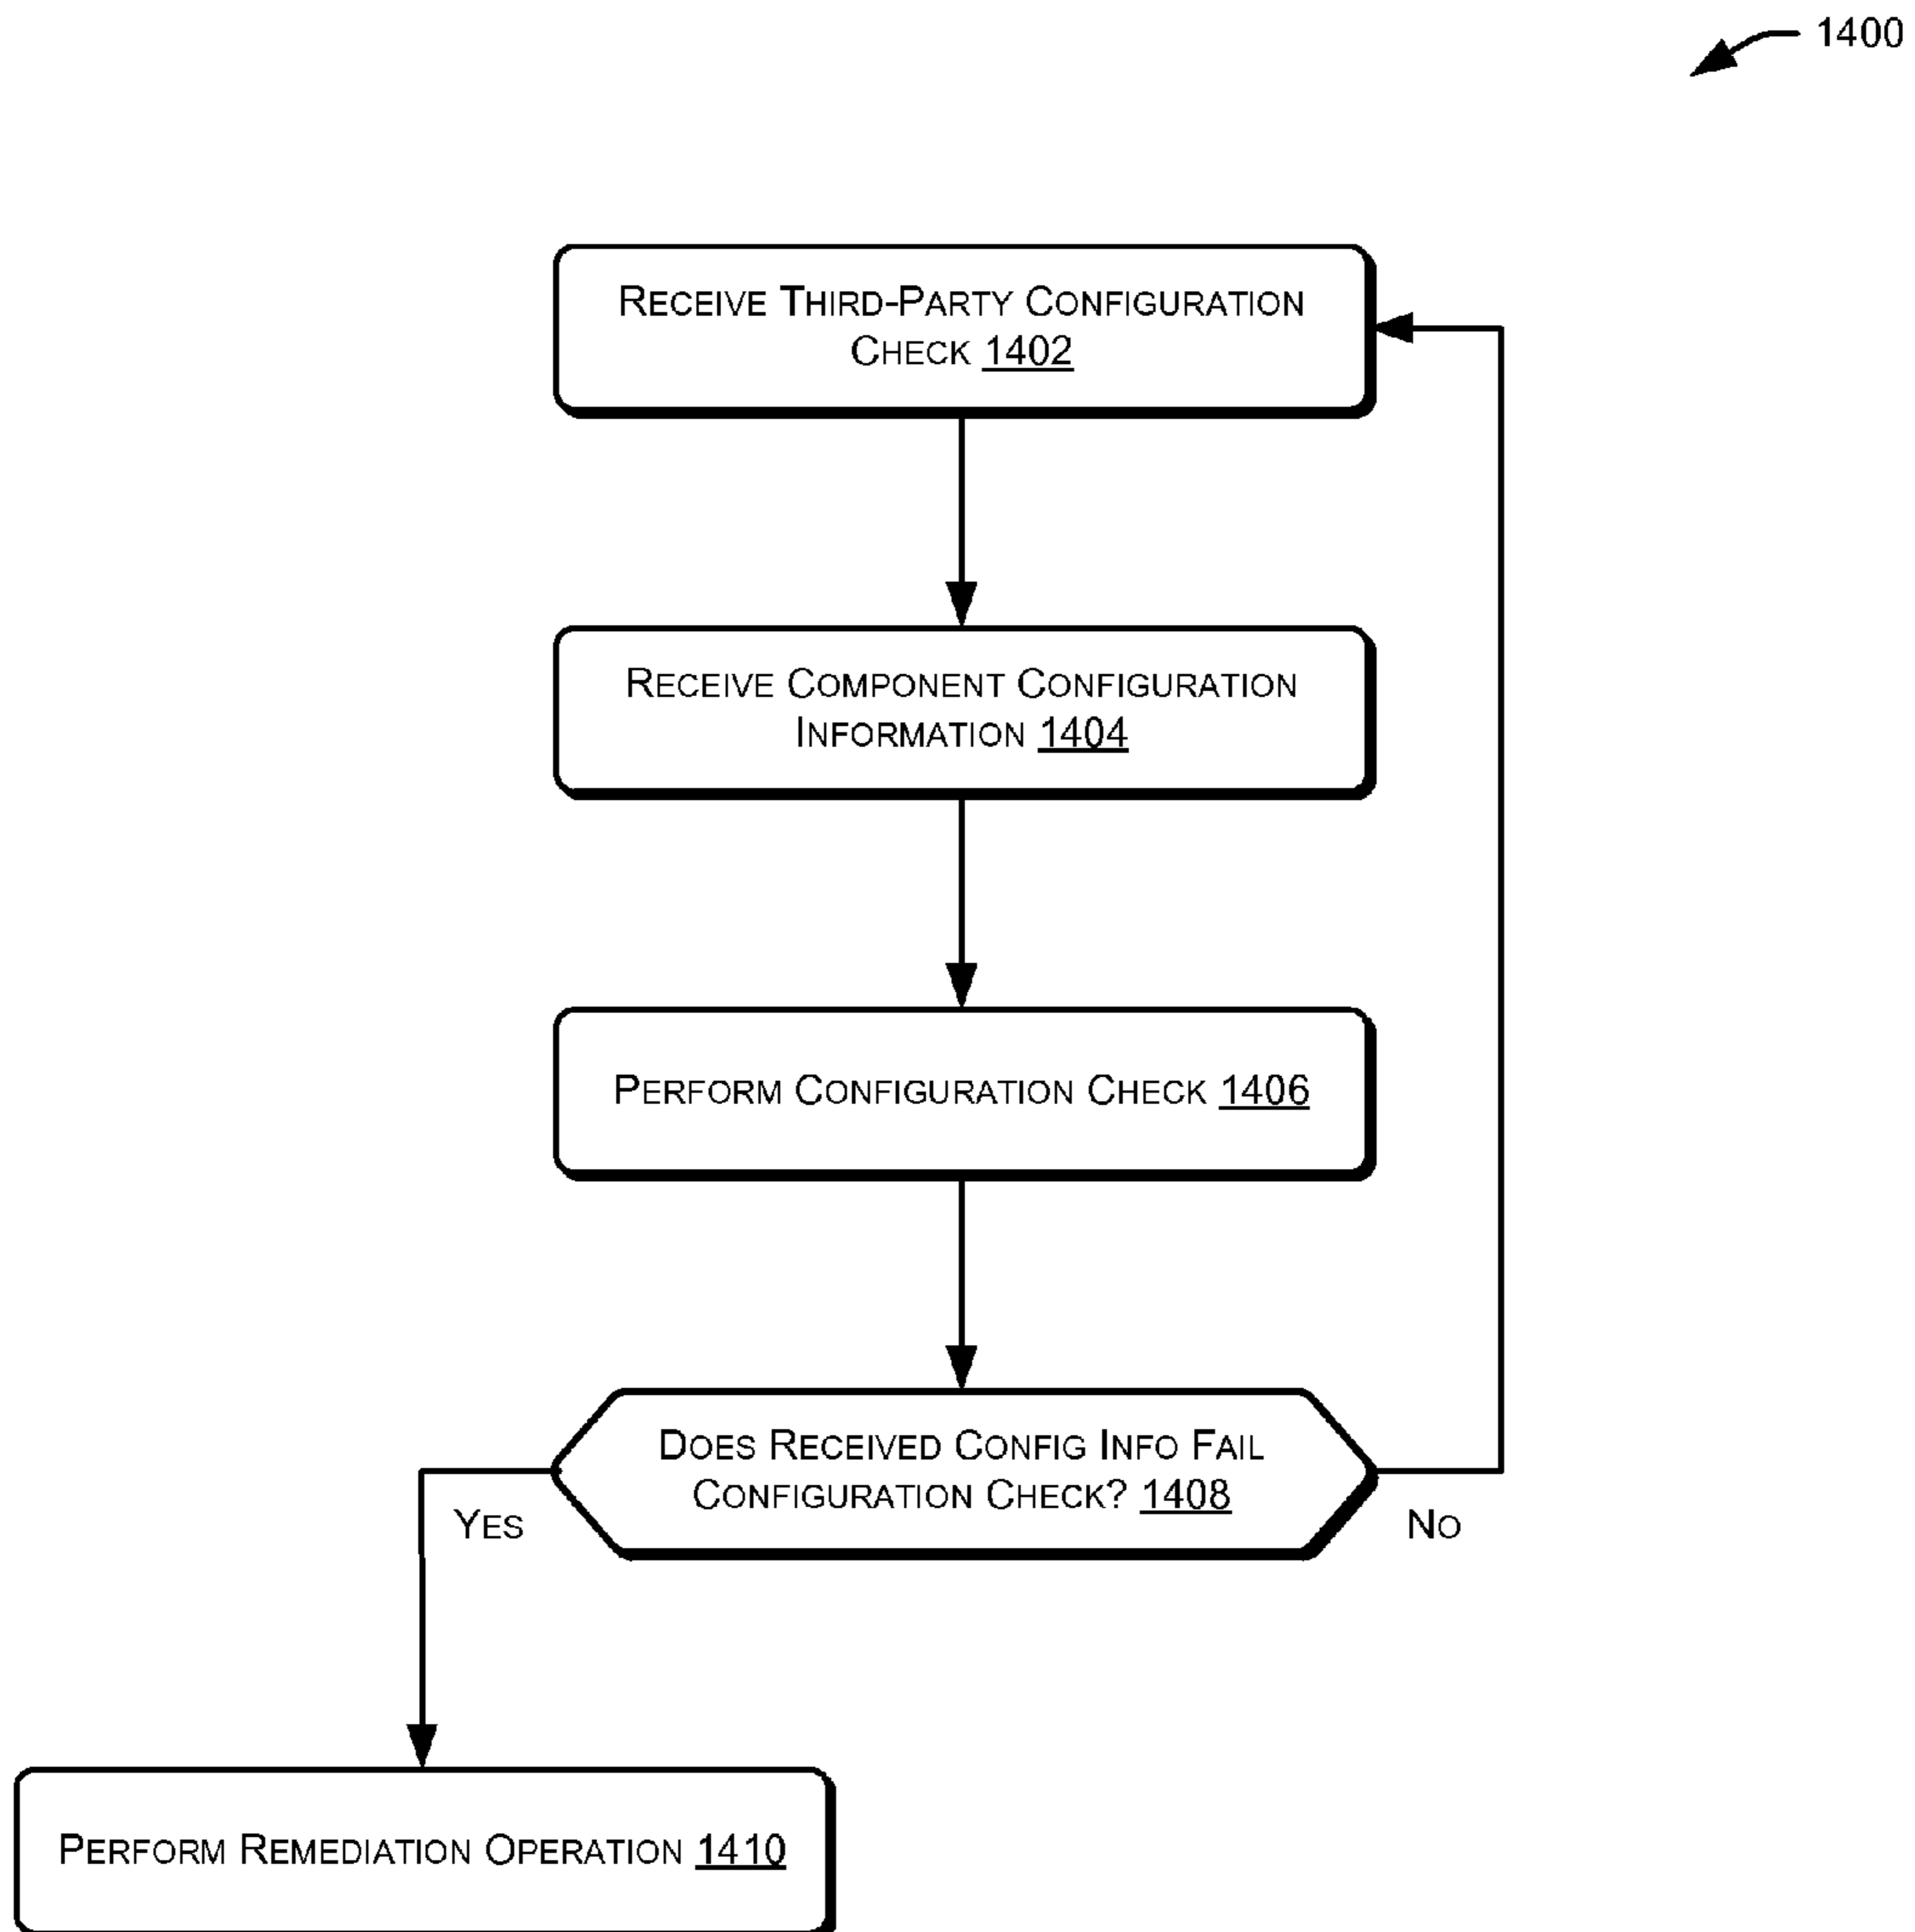 1400
Receive Third-Party Configuration
Check 1402
Receive Component Configuration
Information 1404
Perform Configuration Check 1406
Does Received Config Info Fail
Configuration Check? 1408
Yes
No
Perform Remediation Operation 1410